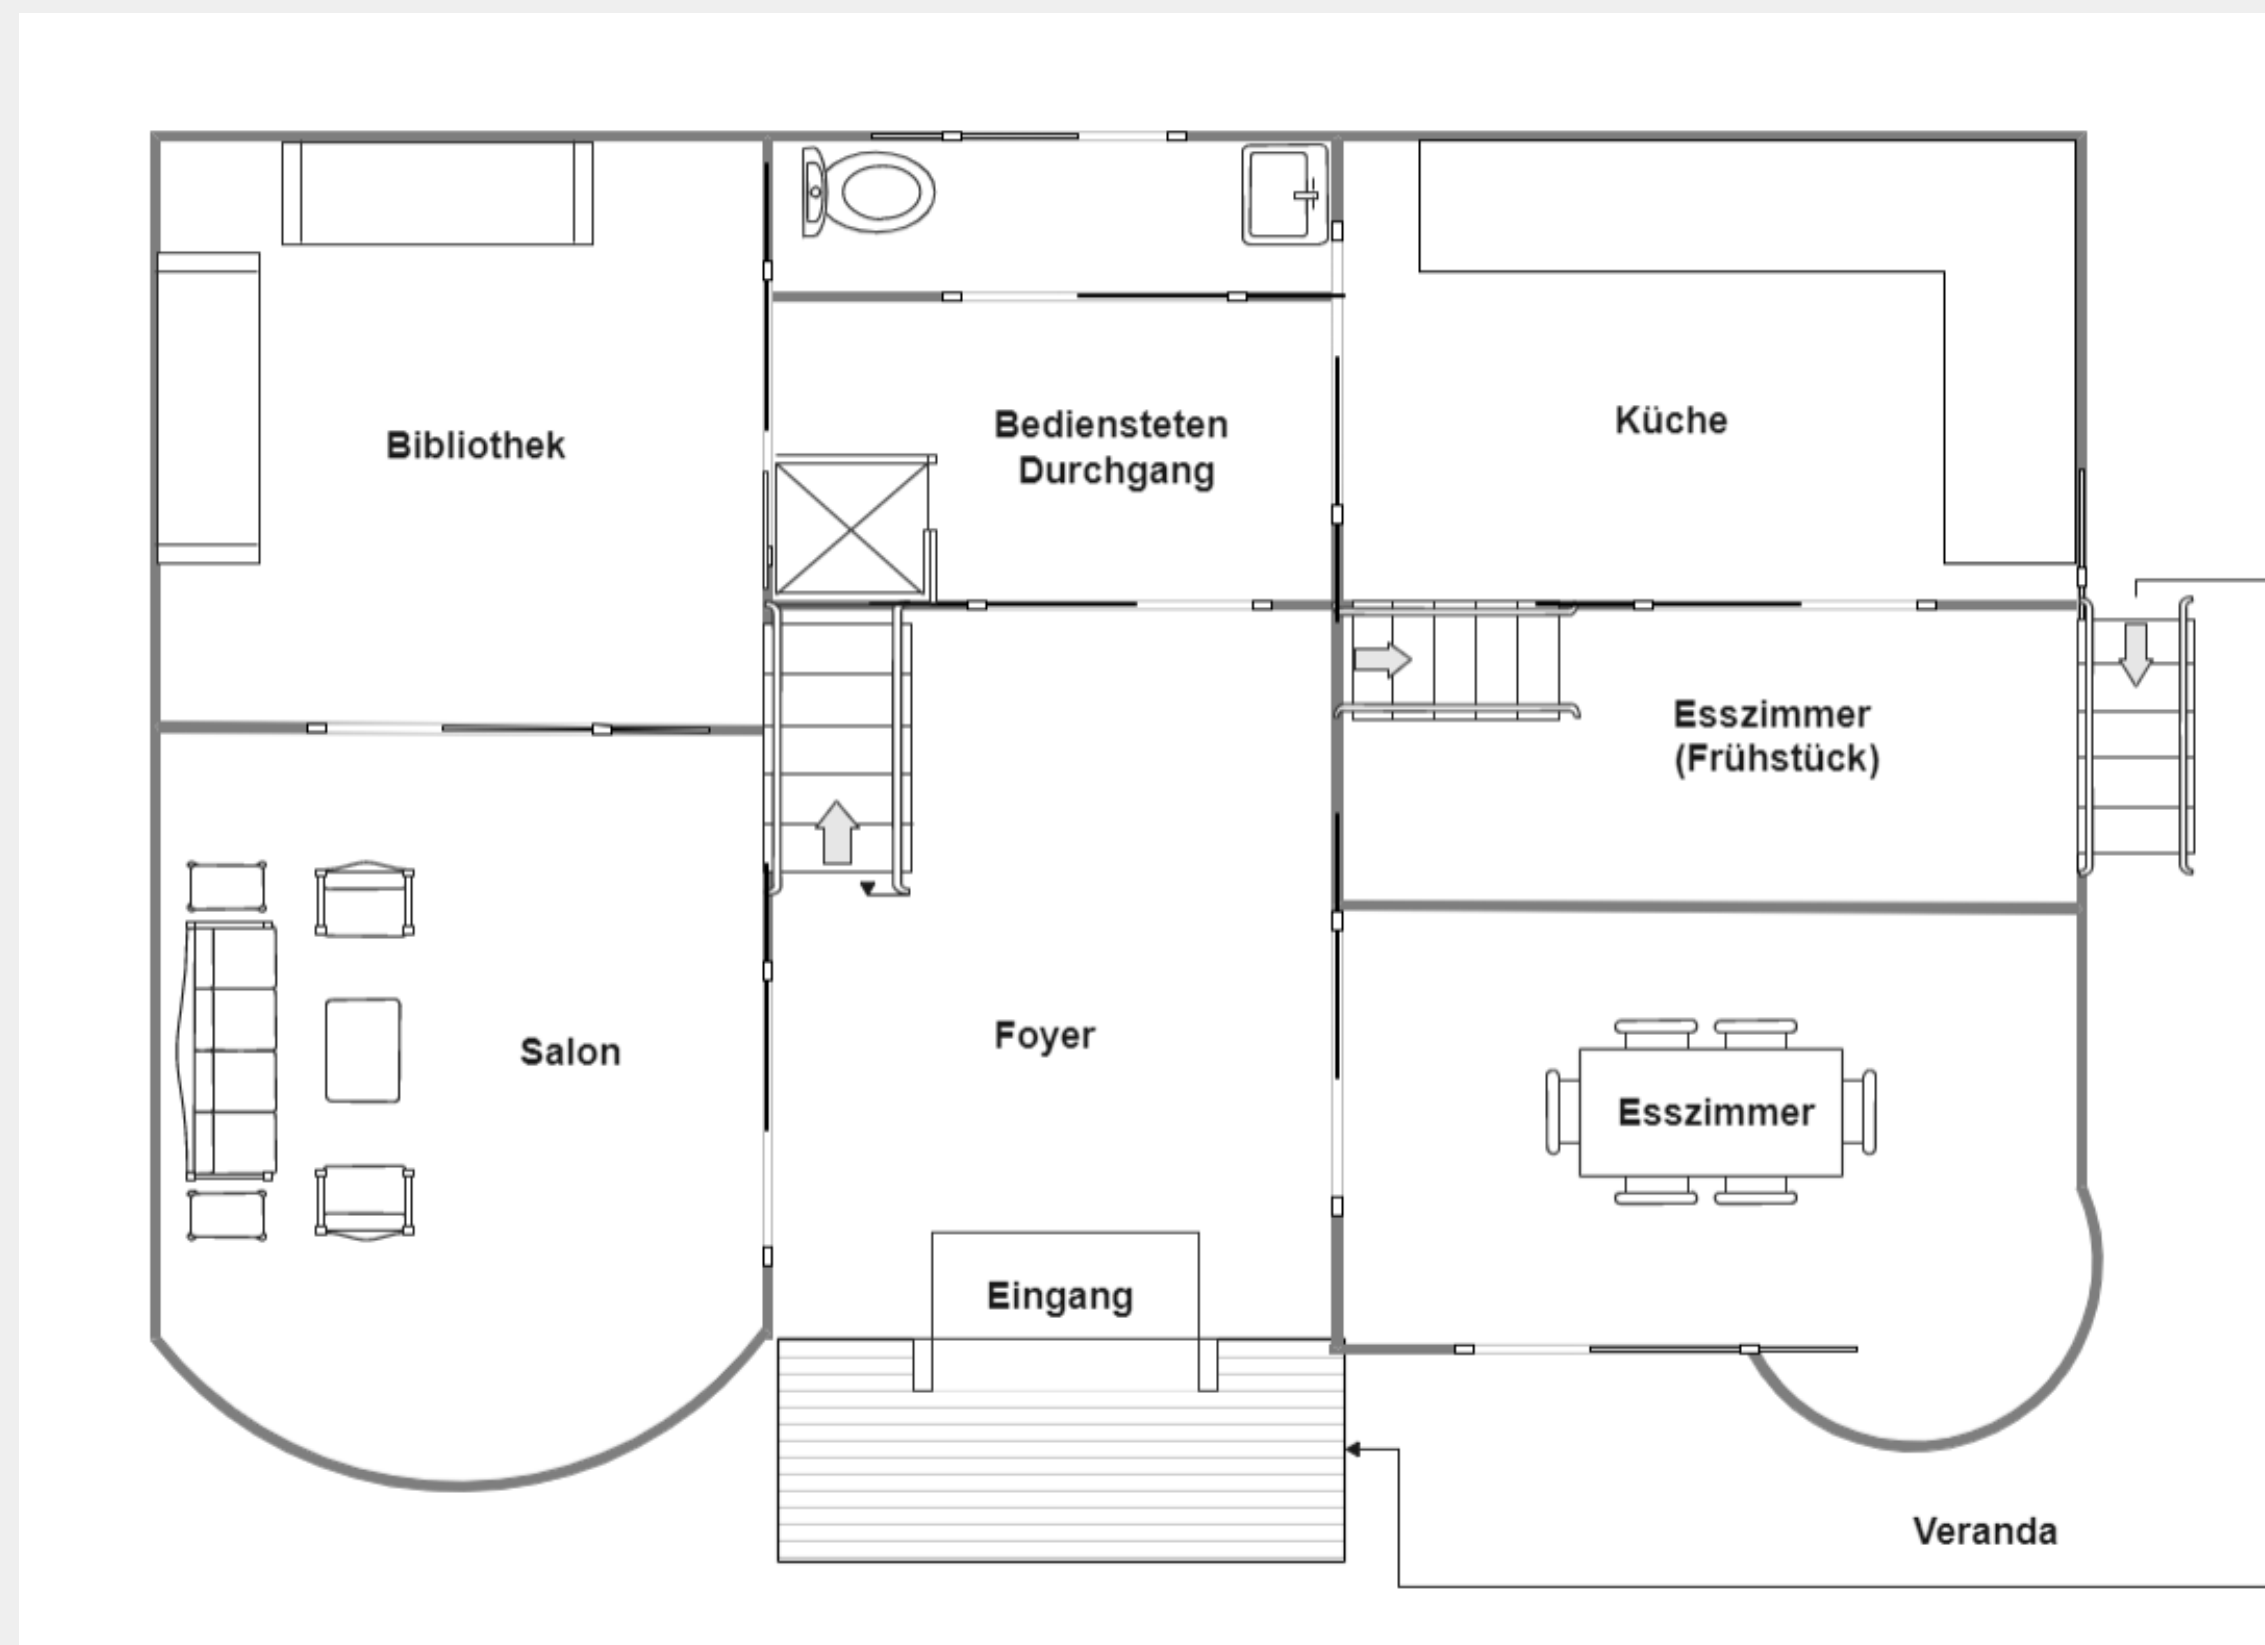 Bibliothek
Bediensteten
Durchgang
Küche
Esszimmer
(Frühstück)
Salon
Foyer
Esszimmer
Eingang
Veranda